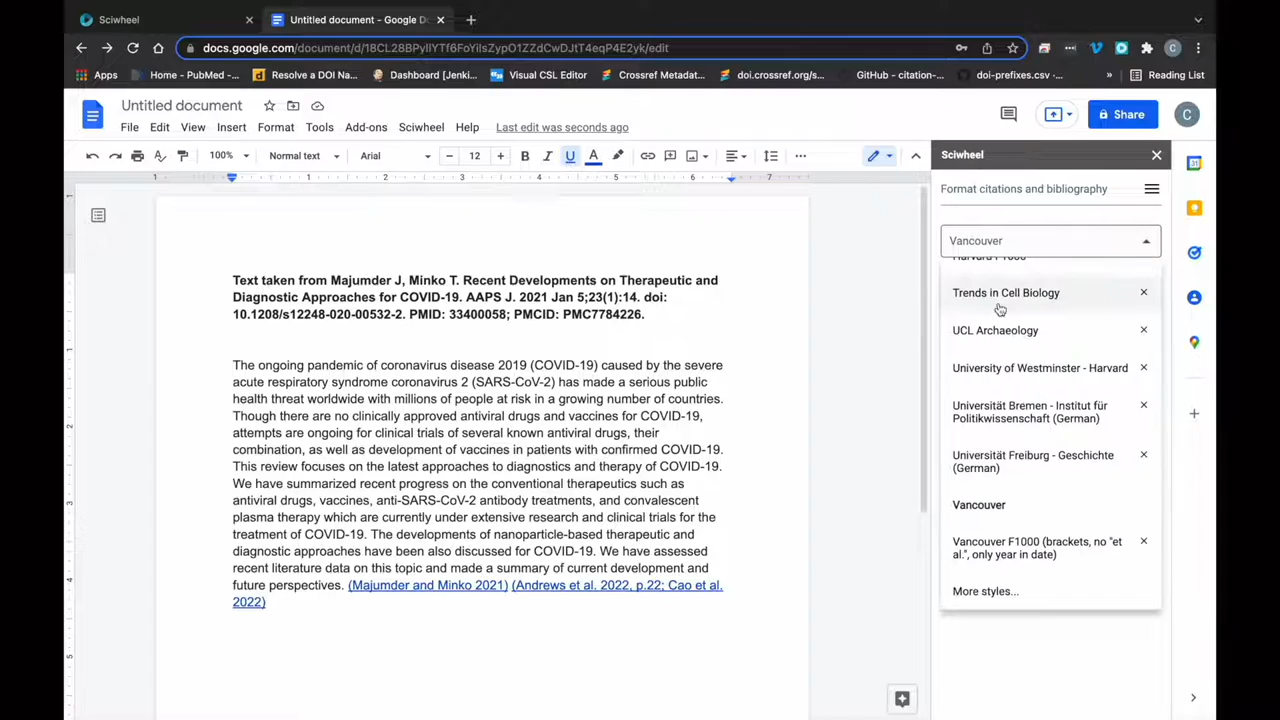 Sciwheel
Untitled document - Google D
docs.google.com/document/d/18CL28BPyIIYTf6FoYiIsZypO1ZZdCwDJtT4eqP4E2yk/edit
Apps
Home - PubMed -...
Resolve a DOI Na...
Dashboard [Jenki...
Visual CSL Editor
Crossref Metadat...
doi.crossref.org/s...
GitHub - citation-...
doi-prefixes.csv ·...
»
Reading List
Untitled document
File Edit View Insert Format Tools Add-ons Sciwheel Help Last edit was seconds ago
Share
C
100% Normal text Arial 12 B I U A
Sciwheel
Format citations and bibliography
Vancouver
Trends in Cell Biology
UCL Archaeology
University of Westminster - Harvard
Universität Bremen - Institut für
Politikwissenschaft (German)
Universität Freiburg - Geschichte
(German)
Vancouver
Vancouver F1000 (brackets, no "et
al.", only year in date)
More styles...
Text taken from Majumder J, Minko T. Recent Developments on Therapeutic and
Diagnostic Approaches for COVID-19. AAPS J. 2021 Jan 5;23(1):14. doi:
10.1208/s12248-020-00532-2. PMID: 33400058; PMCID: PMC7784226.
The ongoing pandemic of coronavirus disease 2019 (COVID-19) caused by the severe
acute respiratory syndrome coronavirus 2 (SARS-CoV-2) has made a serious public
health threat worldwide with millions of people at risk in a growing number of countries.
Though there are no clinically approved antiviral drugs and vaccines for COVID-19,
attempts are ongoing for clinical trials of several known antiviral drugs, their
combination, as well as development of vaccines in patients with confirmed COVID-19.
This review focuses on the latest approaches to diagnostics and therapy of COVID-19.
We have summarized recent progress on the conventional therapeutics such as
antiviral drugs, vaccines, anti-SARS-CoV-2 antibody treatments, and convalescent
plasma therapy which are currently under extensive research and clinical trials for the
treatment of COVID-19. The developments of nanoparticle-based therapeutic and
diagnostic approaches have been also discussed for COVID-19. We have assessed
recent literature data on this topic and made a summary of current development and
future perspectives. (Majumder and Minko 2021) (Andrews et al. 2022, p.22; Cao et al.
2022)